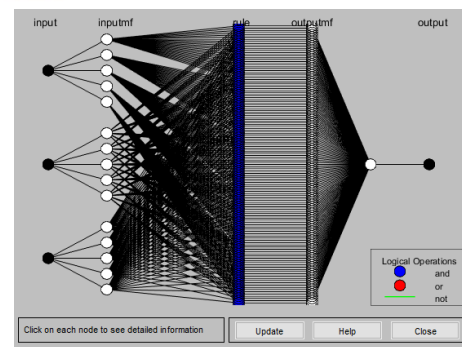 input inputmf rule outputmf output
Logical Operations
and
or
not
Click on each node to see detailed information
Update Help Close